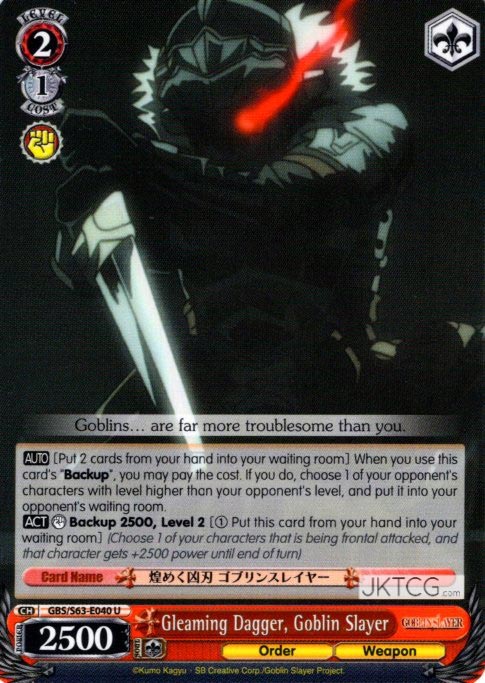 LEVEL
2
1
COST
Goblins… are far more troublesome than you.
AUTO [Put 2 cards from your hand into your waiting room] When you use this
card's "Backup", you may pay the cost. If you do, choose 1 of your opponent's
characters with level higher than your opponent's level, and put it into your
opponent's waiting room.
ACT Backup 2500, Level 2 [① Put this card from your hand into your
waiting room] (Choose 1 of your characters that is being frontal attacked, and
that character gets +2500 power until end of turn)
Card Name 煌めく凶刃 ゴブリンスレイヤー
JKTCG.com
CH GBS/S63-E040 U
POWER 2500 SOUL Gleaming Dagger, Goblin Slayer GOBLIN SLAYER
Order Weapon
©Kumo Kagyu・SB Creative Corp./Goblin Slayer Project.